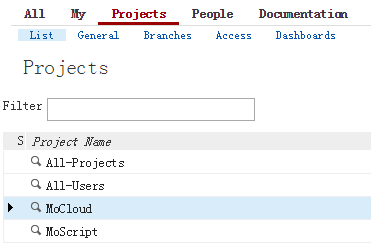 All My Projects People Documentation
List General Branches Access Dashboards
Projects
Filter
S Project Name
All-Projects
All-Users
MoCloud
MoScript